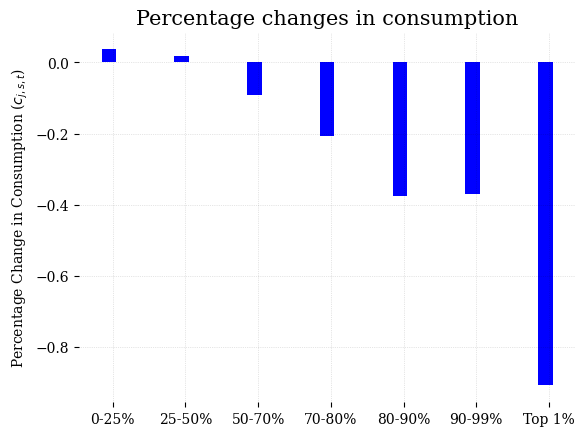 Percentage changes in consumption
Percentage Change in Consumption ($c_{j,s,t}$)
0.0
−0.2
−0.4
−0.6
−0.8
0-25% 25-50% 50-70% 70-80% 80-90% 90-99% Top 1%